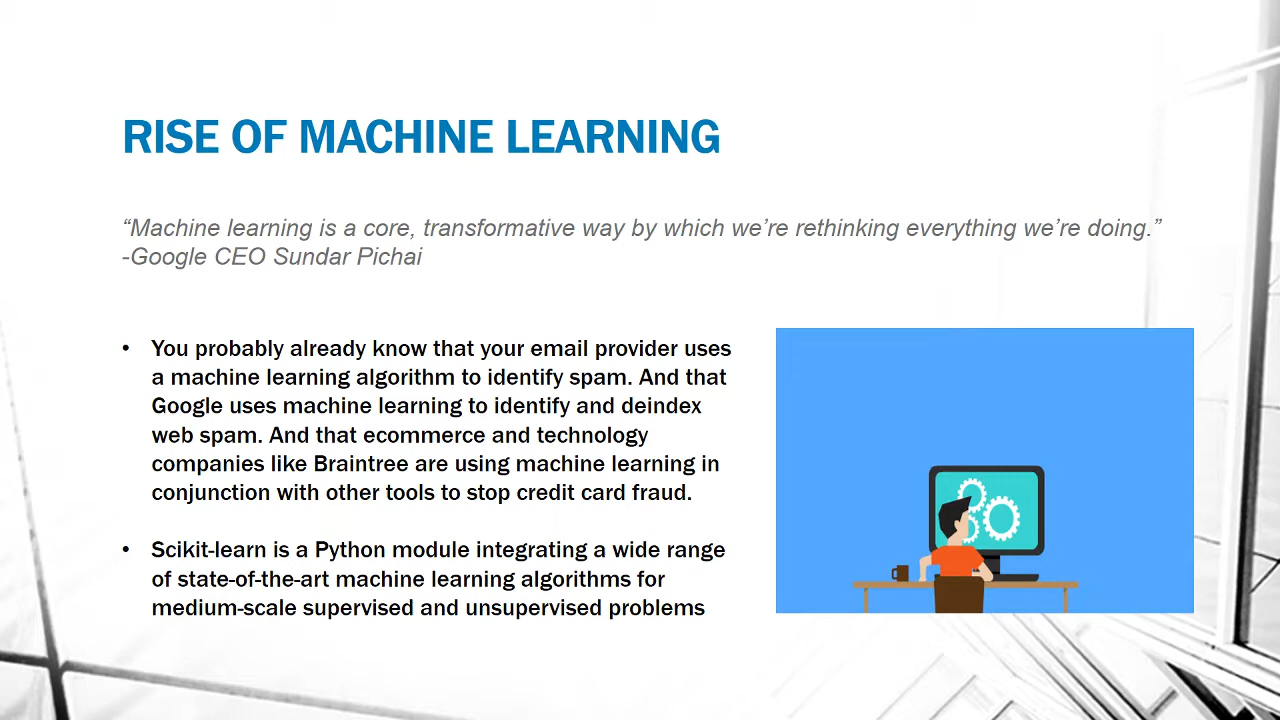 RISE OF MACHINE LEARNING
“Machine learning is a core, transformative way by which we’re rethinking everything we’re doing.”
-Google CEO Sundar Pichai
• You probably already know that your email provider uses
a machine learning algorithm to identify spam. And that
Google uses machine learning to identify and deindex
web spam. And that ecommerce and technology
companies like Braintree are using machine learning in
conjunction with other tools to stop credit card fraud.
• Scikit-learn is a Python module integrating a wide range
of state-of-the-art machine learning algorithms for
medium-scale supervised and unsupervised problems